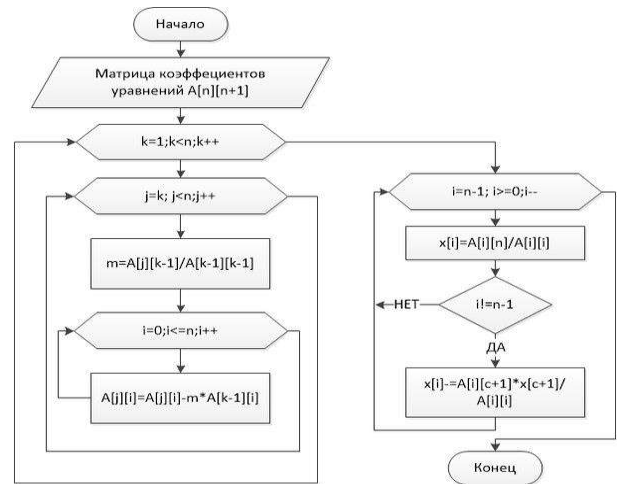 Начало
Матрица коэффециентов
уравнений A[n][n+1]
k=1;k<n;k++
j=k; j<n;j++
m=A[j][k-1]/A[k-1][k-1]
i=0;i<=n;i++
A[j][i]=A[j][i]-m*A[k-1][i]
i=n-1; i>=0;i--
x[i]=A[i][n]/A[i][i]
i!=n-1
НЕТ
ДА
x[i]-=A[i][c+1]*x[c+1]/
A[i][i]
Конец